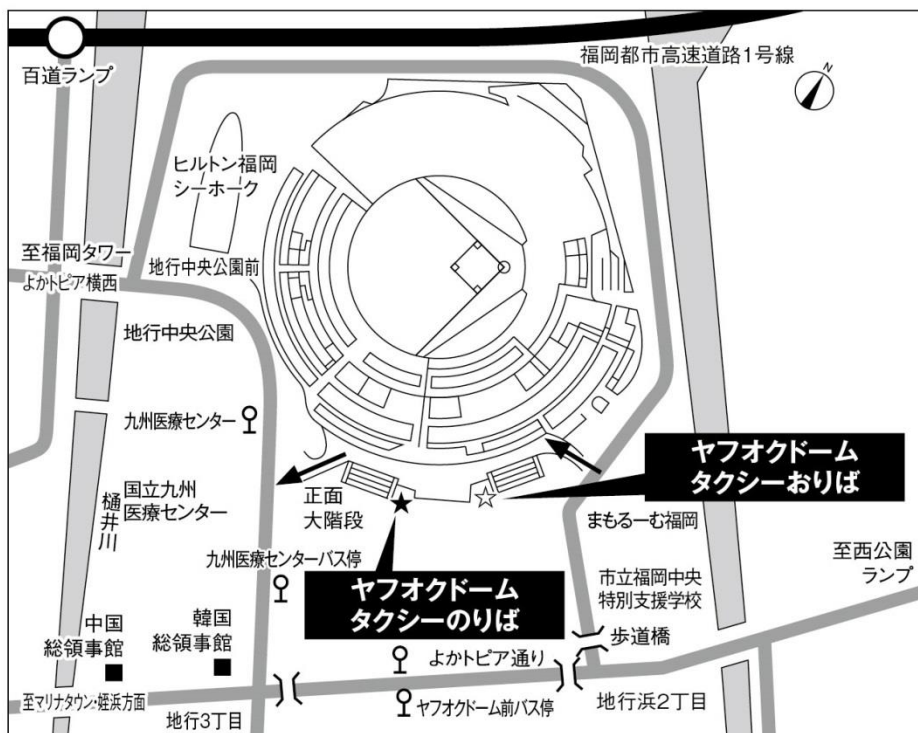 福岡都市高速道路1号線
百道ランプ
N
ヒルトン福岡
シーホーク
至福岡タワー
よかトピア横西
地行中央公園前
地行中央公園
九州医療センター
国立九州
医療センター
樋井川
正面
大階段
ヤフオクドーム
タクシーおりば
まもるーむ福岡
至西公園
ランプ
九州医療センターバス停
ヤフオクドーム
タクシーのりば
市立福岡中央
特別支援学校
中国
総領事館
韓国
総領事館
歩道橋
よかトピア通り
至マリナタウン・姪浜方面
地行3丁目
ヤフオクドーム前バス停
地行浜2丁目